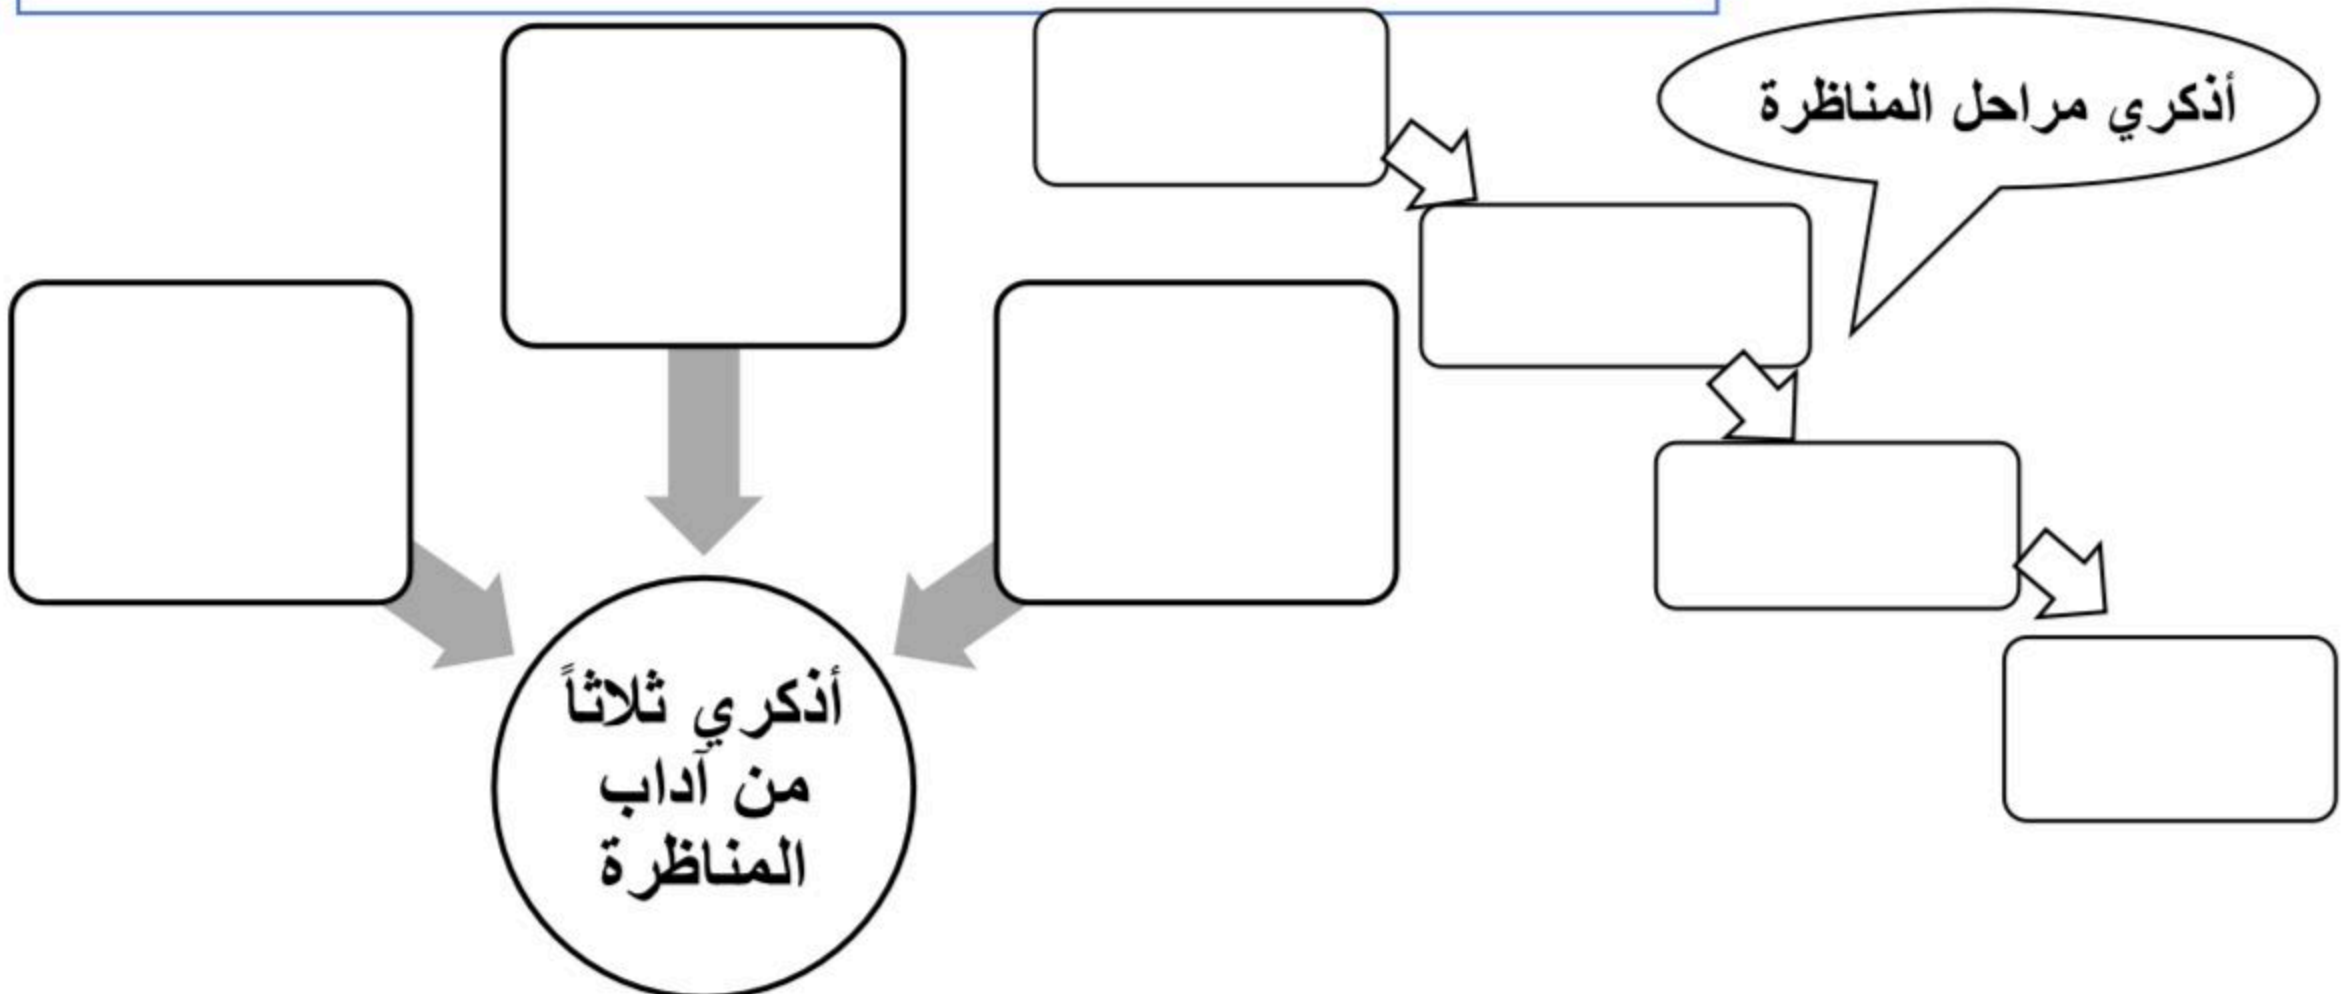 أذكري مراحل المناظرة
أذكري ثلاثاً
من آداب
المناظرة